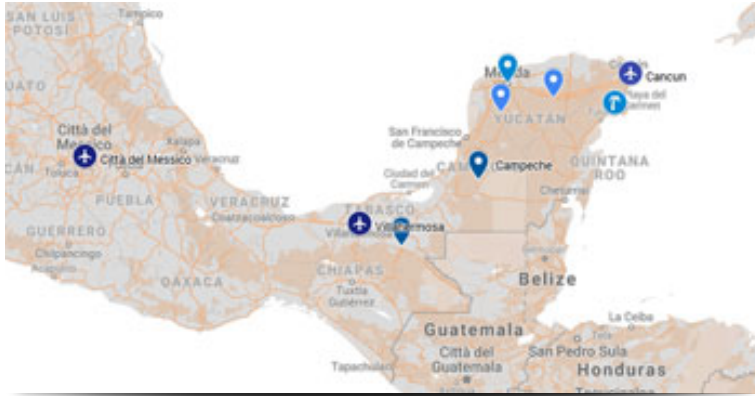 SAN LUIS
POTOSÍ
Tampico
Mérida
Cancun
Playa del
Carmen
YUCATÁN
San Francisco
de Campeche
Campeche
QUINTANA
ROO
Città del
Messico
Città del Messico
Toluca
Xalapa
Veracruz
Ciudad del
Carmen
Chetumal
PUEBLA
VERACRUZ
Coatzacoalcos
TABASCO
Villahermosa
GUERRERO
Chilpancingo
Acapulco
OAXACA
CHIAPAS
Tuxtla
Gutiérrez
Belize
Guatemala
La Ceiba
San Pedro Sula
Città del
Guatemala
Honduras
Tapachula
Tegucigalpa